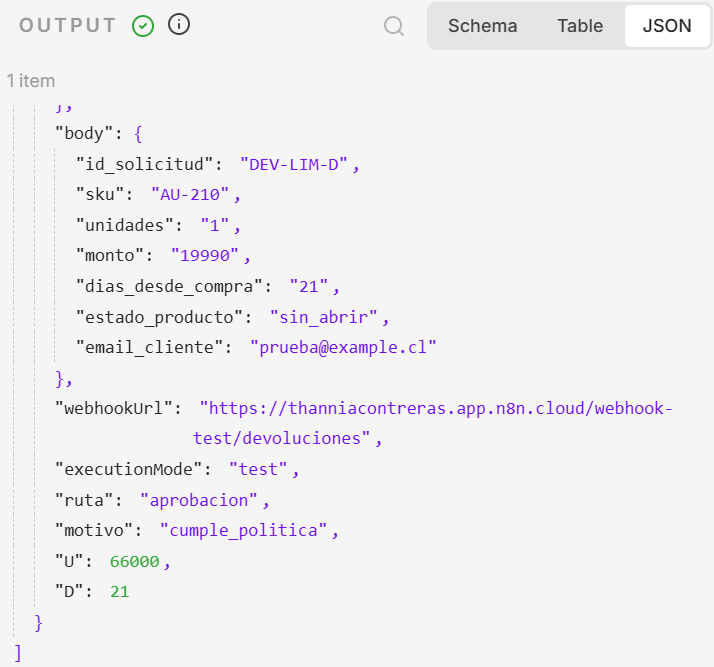 OUTPUT
Schema Table JSON
1 item
},
"body": {
"id_solicitud": "DEV-LIM-D",
"sku": "AU-210",
"unidades": "1",
"monto": "19990",
"dias_desde_compra": "21",
"estado_producto": "sin_abrir",
"email_cliente": "prueba@example.cl"
},
"webhookUrl": "https://thanniacontreras.app.n8n.cloud/webhook-
test/devoluciones",
"executionMode": "test",
"ruta": "aprobacion",
"motivo": "cumple_politica",
"U": 66000,
"D": 21
}
]